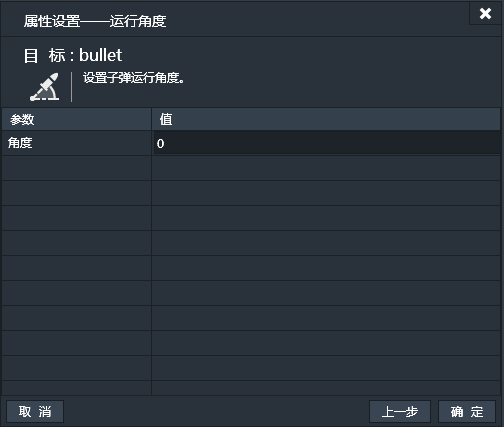 属性设置——运行角度
目 标 : bullet
设置子弹运行角度。
参数 值
角度 0
取 消 上一步 确 定